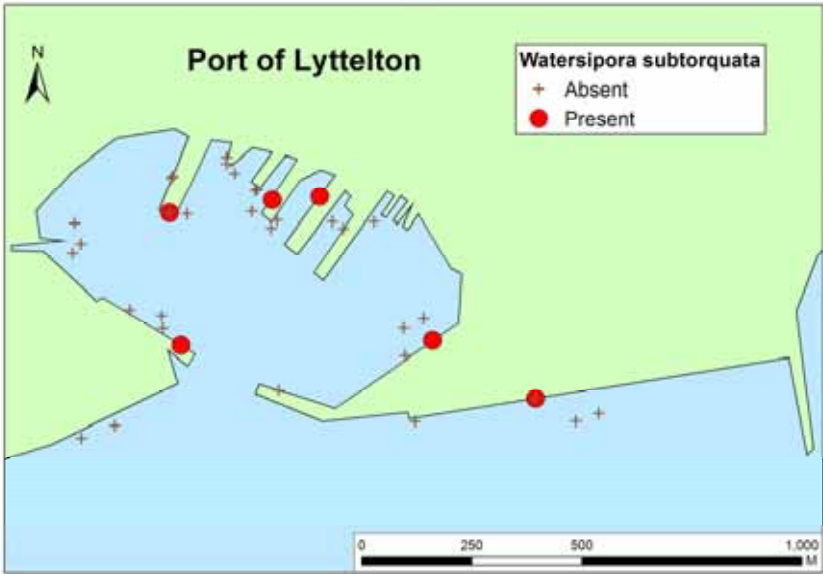 Port of Lyttelton
N
Watersipora subtorquata
Absent
Present
0 250 500 1,000
M